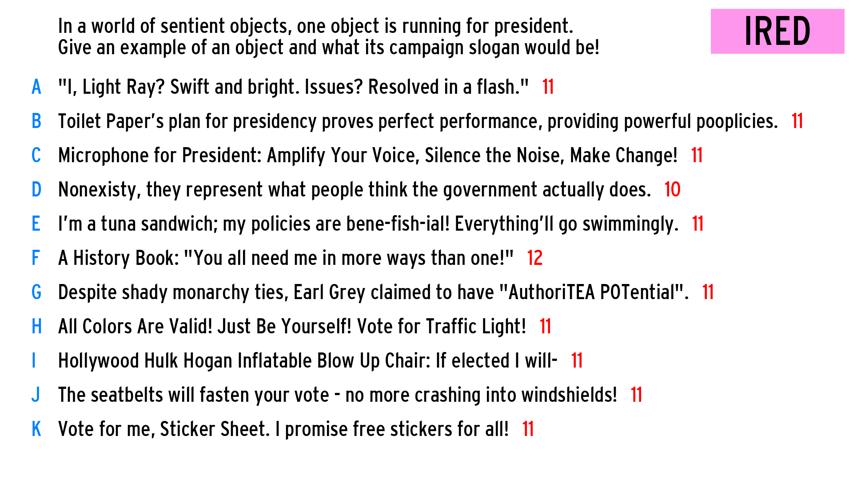 In a world of sentient objects, one object is running for president.
Give an example of an object and what its campaign slogan would be!
IRED
A "I, Light Ray? Swift and bright. Issues? Resolved in a flash." 11
B Toilet Paper's plan for presidency proves perfect performance, providing powerful pooplicies. 11
C Microphone for President: Amplify Your Voice, Silence the Noise, Make Change! 11
D Nonexisty, they represent what people think the government actually does. 10
E I'm a tuna sandwich; my policies are bene-fish-ial! Everything'll go swimmingly. 11
F A History Book: "You all need me in more ways than one!" 12
G Despite shady monarchy ties, Earl Grey claimed to have "AuthoriTEA POTential". 11
H All Colors Are Valid! Just Be Yourself! Vote for Traffic Light! 11
I Hollywood Hulk Hogan Inflatable Blow Up Chair: If elected I will- 11
J The seatbelts will fasten your vote - no more crashing into windshields! 11
K Vote for me, Sticker Sheet. I promise free stickers for all! 11